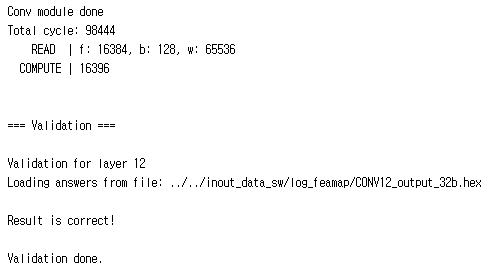 Conv module done
Total cycle: 98444
READ | f: 16384, b: 128, w: 65536
COMPUTE | 16396
=== Validation ===
Validation for layer 12
Loading answers from file: ../../inout_data_sw/log_feamap/CONV12_output_32b.hex
Result is correct!
Validation done.